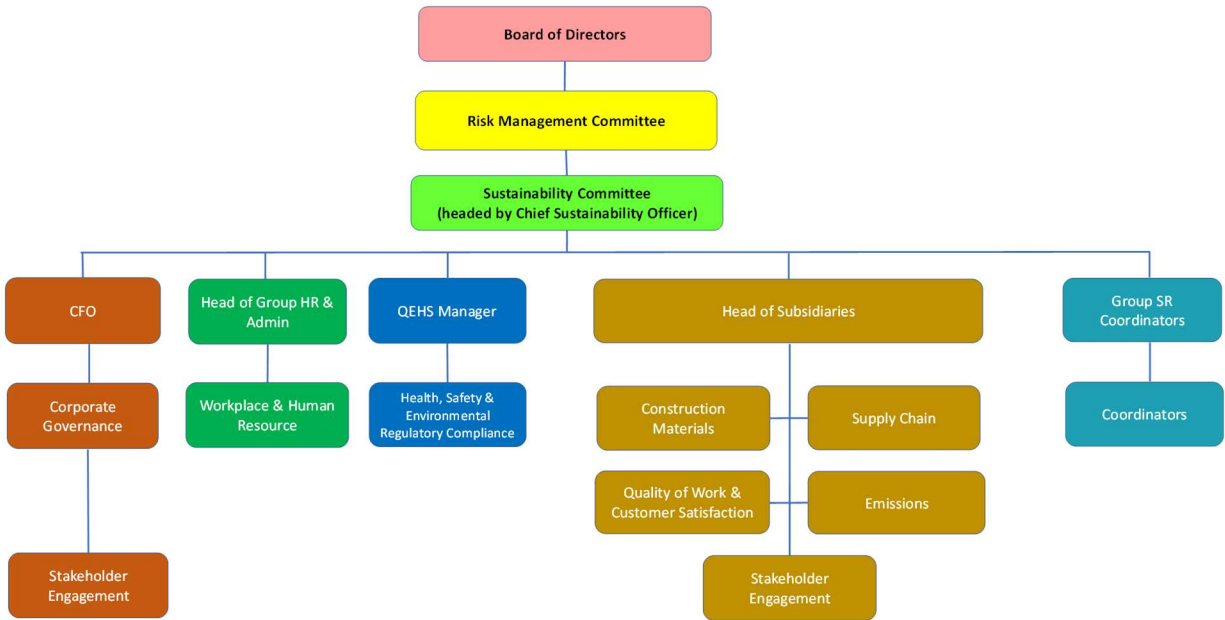 Board of Directors
Risk Management Committee
Sustainability Committee
(headed by Chief Sustainability Officer)
CFO
Head of Group HR &
Admin
QEHS Manager
Head of Subsidiaries
Group SR
Coordinators
Corporate
Governance
Workplace & Human
Resource
Health, Safety &
Environmental
Regulatory Compliance
Construction
Materials
Supply Chain
Coordinators
Quality of Work &
Customer Satisfaction
Emissions
Stakeholder
Engagement
Stakeholder
Engagement